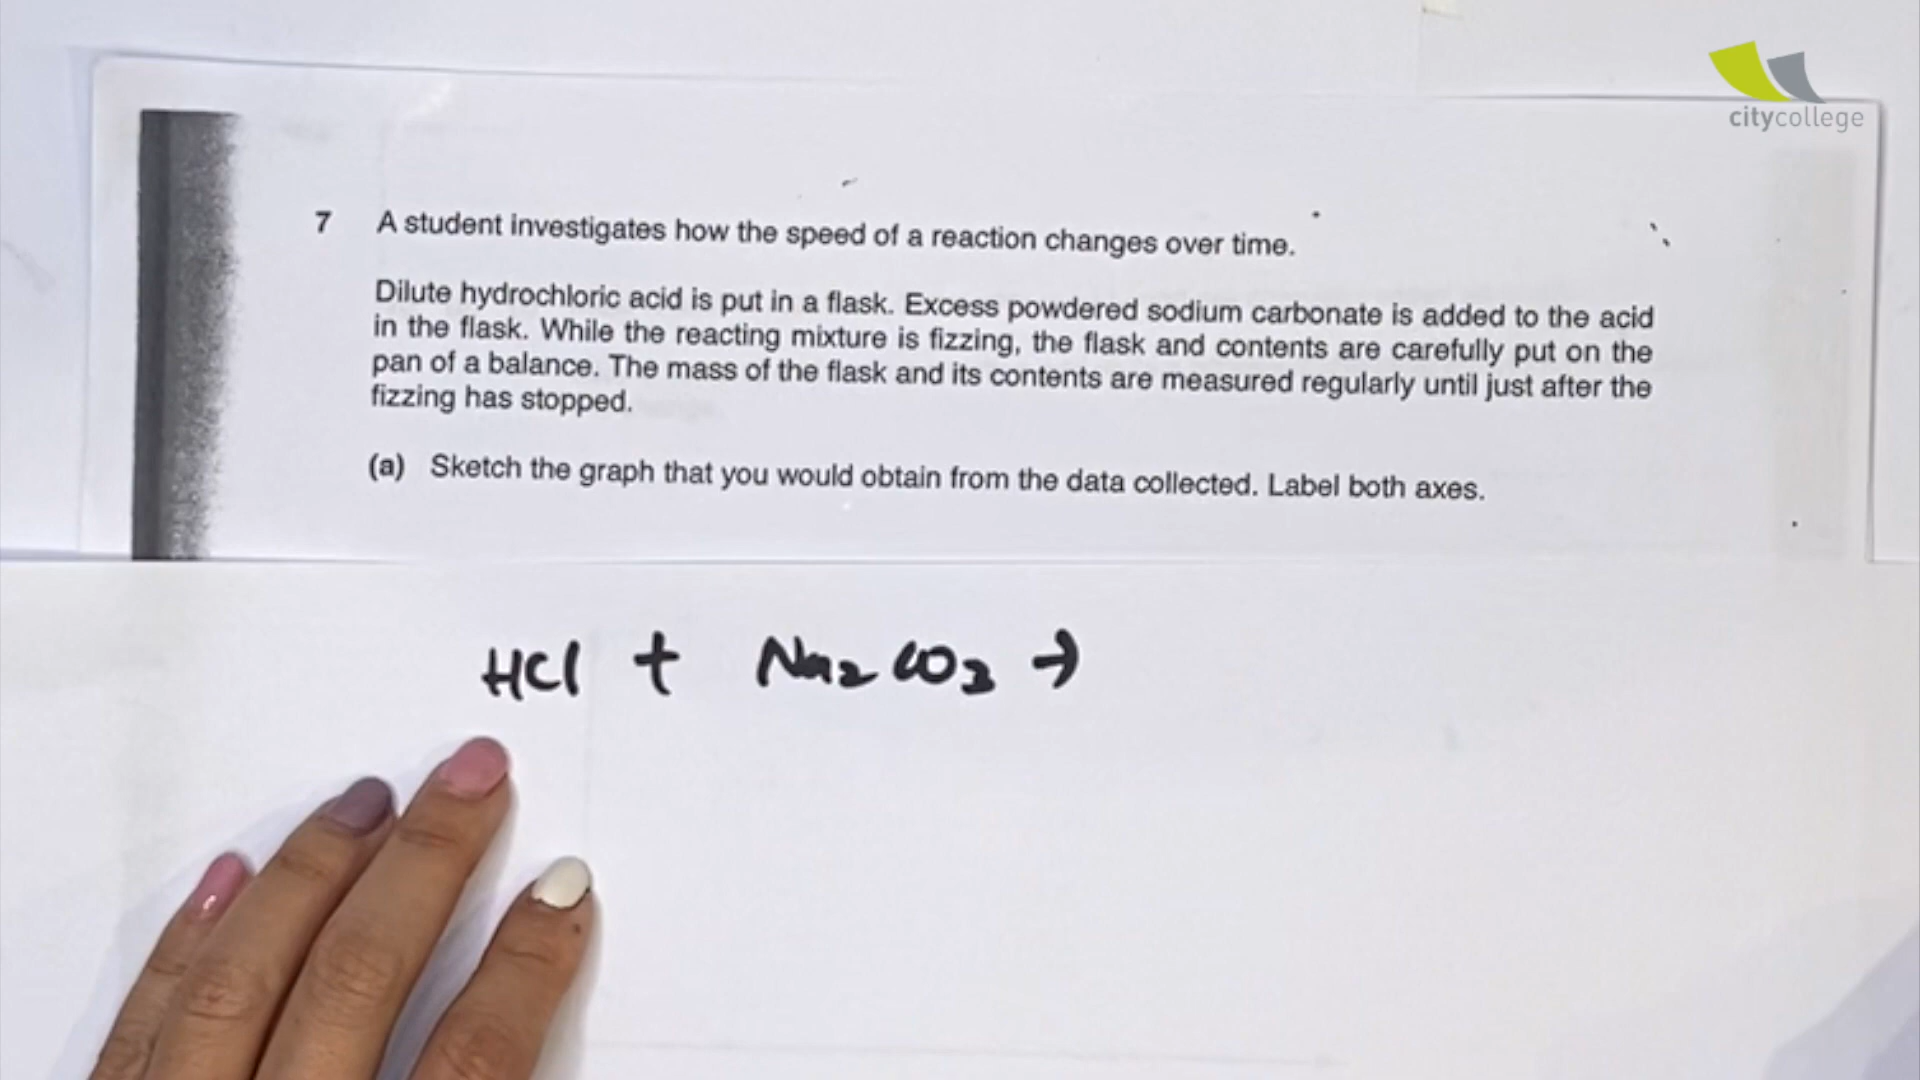 citycollege
7 A student investigates how the speed of a reaction changes over time.
Dilute hydrochloric acid is put in a flask. Excess powdered sodium carbonate is added to the acid
in the flask. While the reacting mixture is fizzing, the flask and contents are carefully put on the
pan of a balance. The mass of the flask and its contents are measured regularly until just after the
fizzing has stopped.
(a) Sketch the graph that you would obtain from the data collected. Label both axes.
HCl + Na₂CO₃ →